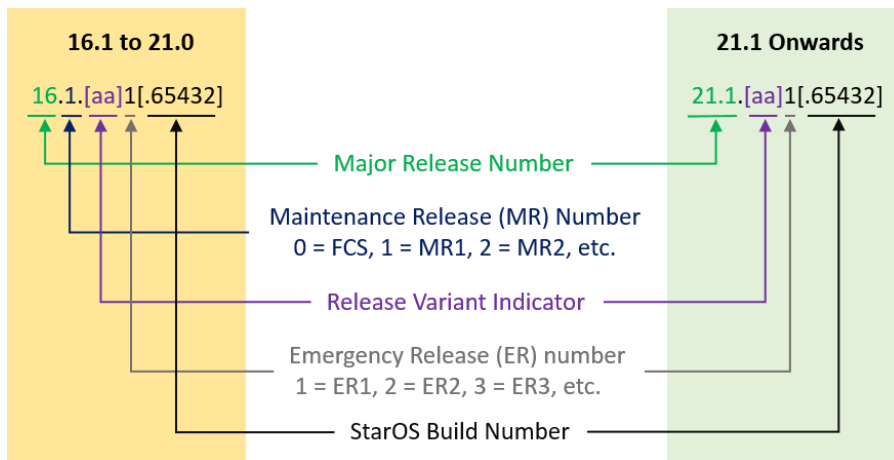 16.1 to 21.0
21.1 Onwards
16.1.[aa]1[.65432]
21.1.[aa]1[.65432]
Major Release Number
Maintenance Release (MR) Number
0 = FCS, 1 = MR1, 2 = MR2, etc.
Release Variant Indicator
Emergency Release (ER) number
1 = ER1, 2 = ER2, 3 = ER3, etc.
StarOS Build Number